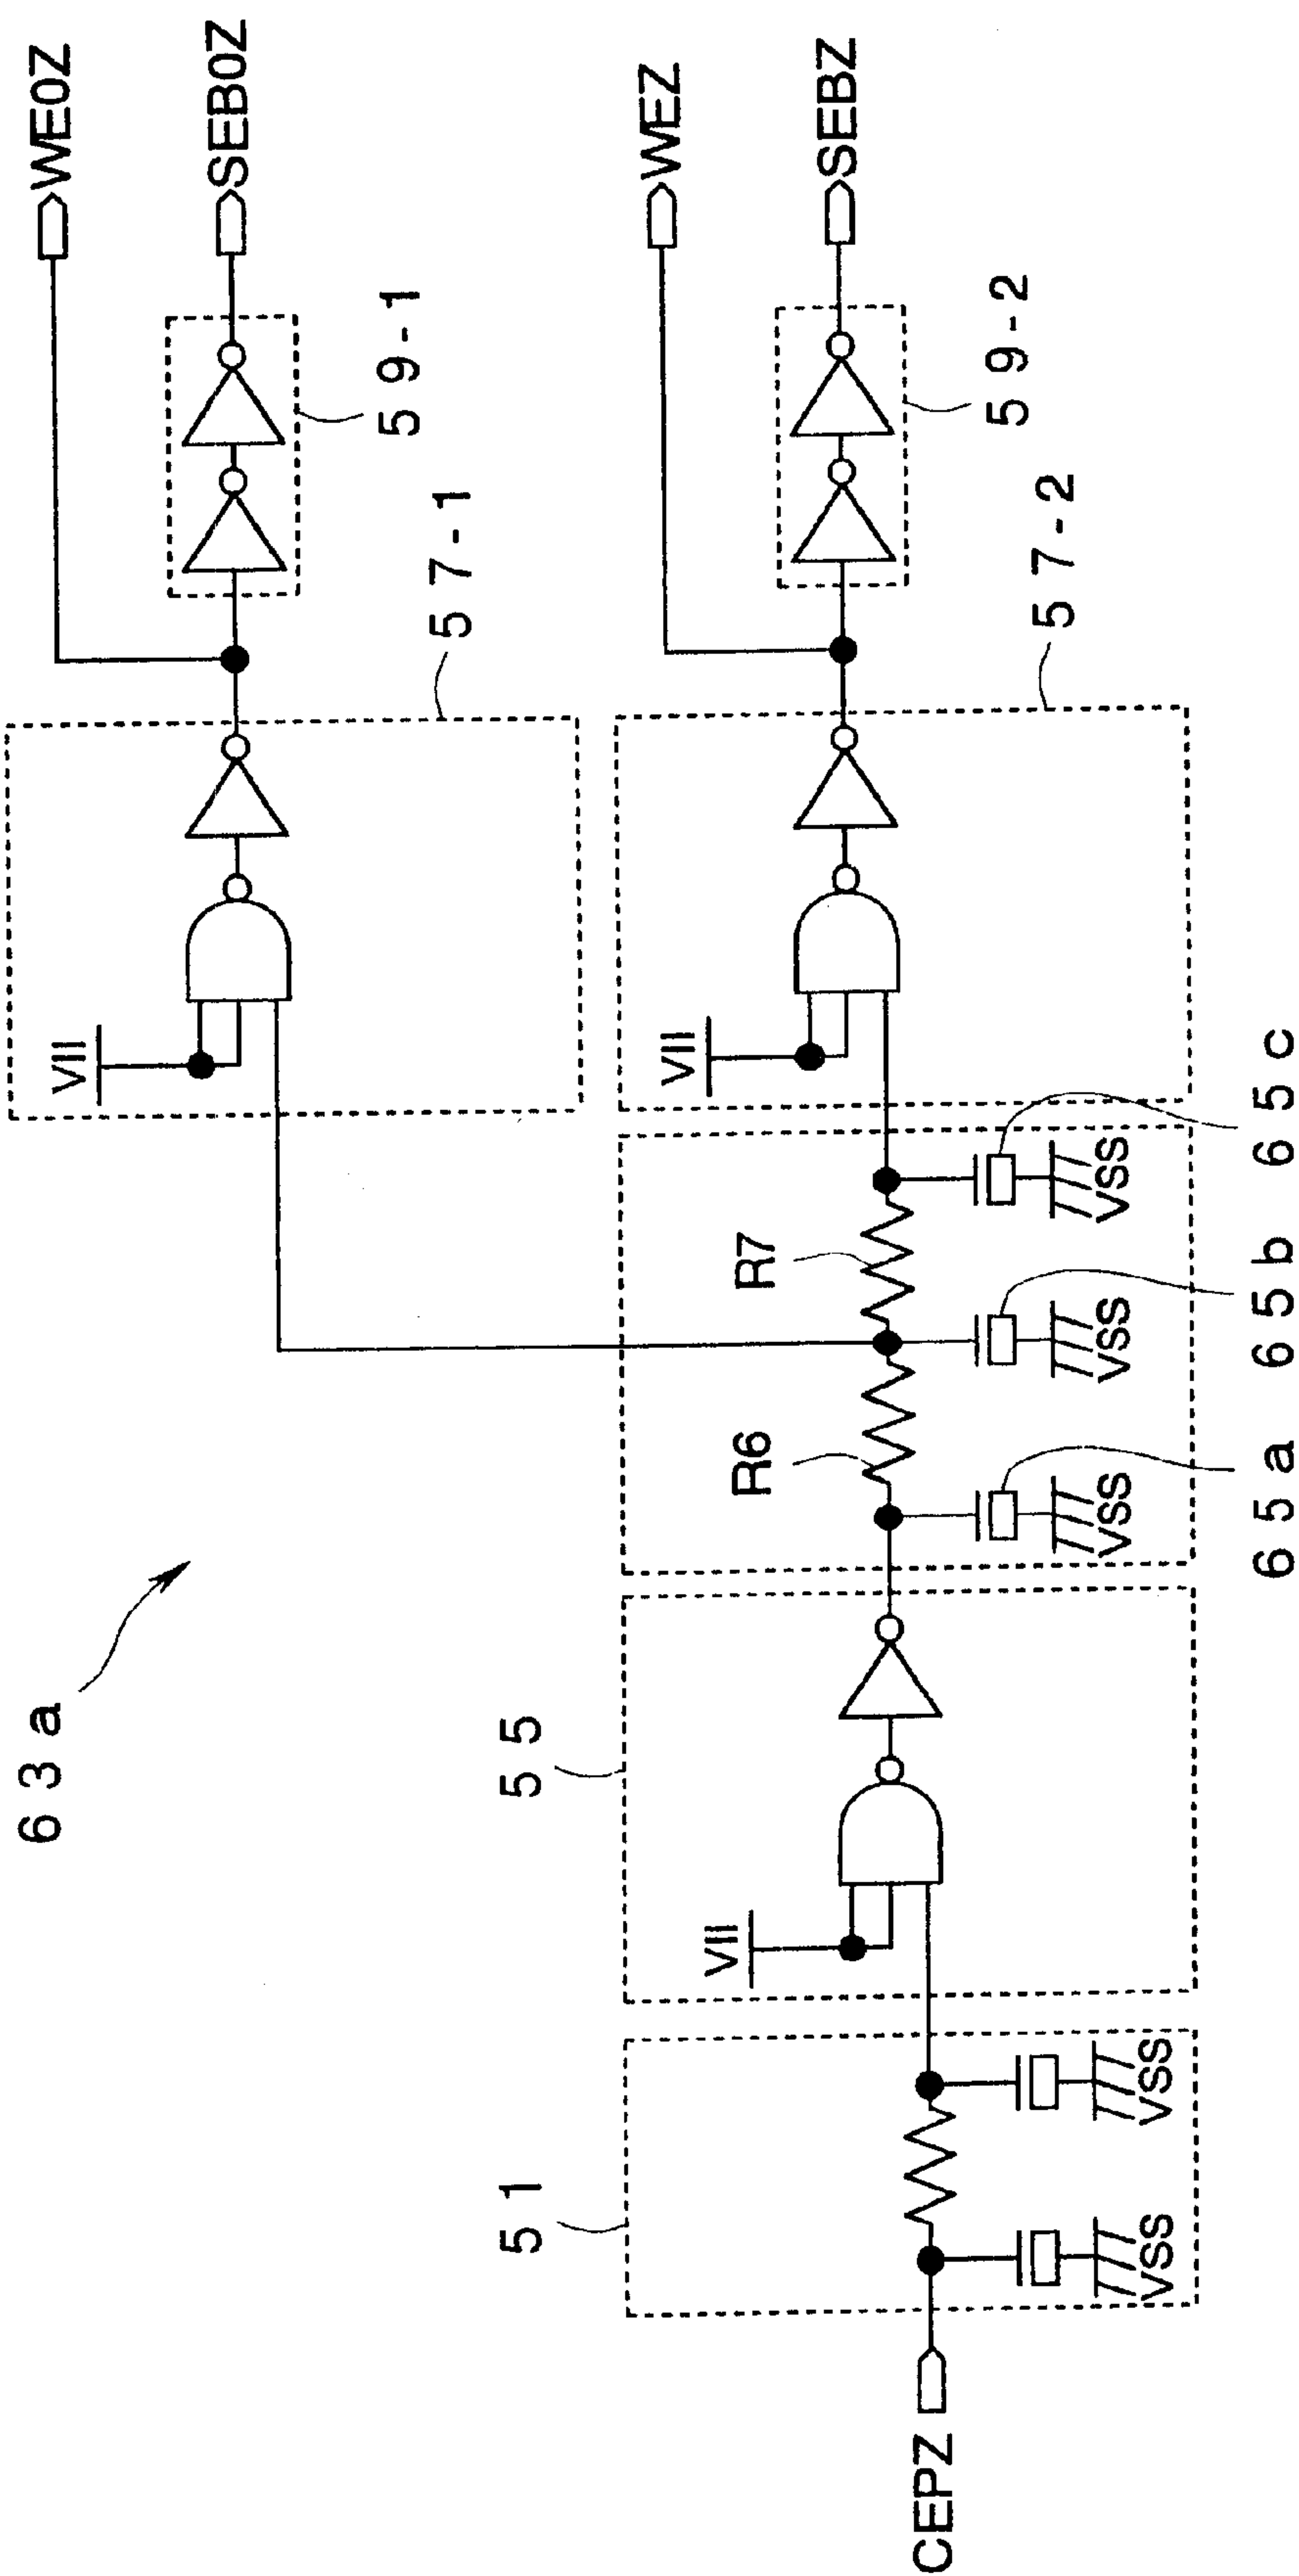 63a
WE0Z
SEB0Z
59-1
57-1
VII
WEZ
SEBZ
59-2
57-2
VII
R7
R6
VSS
VSS
VSS
65a
65b
65c
55
VII
51
VSS
VSS
CEPZ